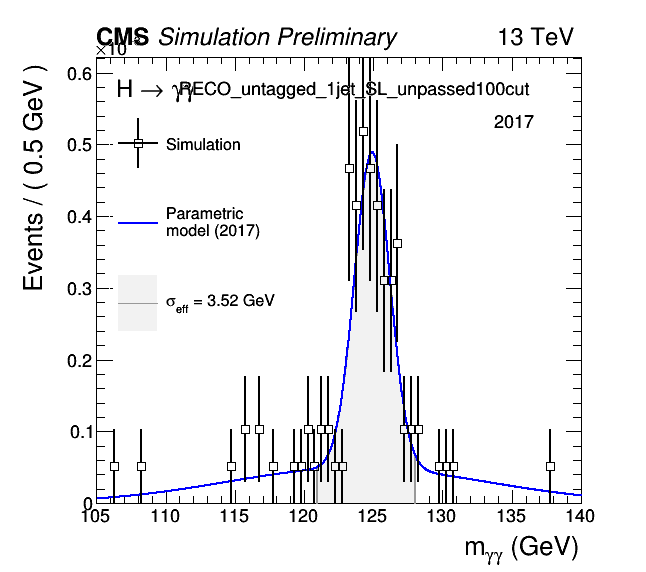 CMS Simulation Preliminary 13 TeV
×10
H → γγ RECO_untagged_1jet_SL_unpassed100cut
2017
Simulation
Parametric
model (2017)
σeff = 3.52 GeV
Events / ( 0.5 GeV )
0.6
0.5
0.4
0.3
0.2
0.1
0
105 110 115 120 125 130 135 140
mγγ (GeV)